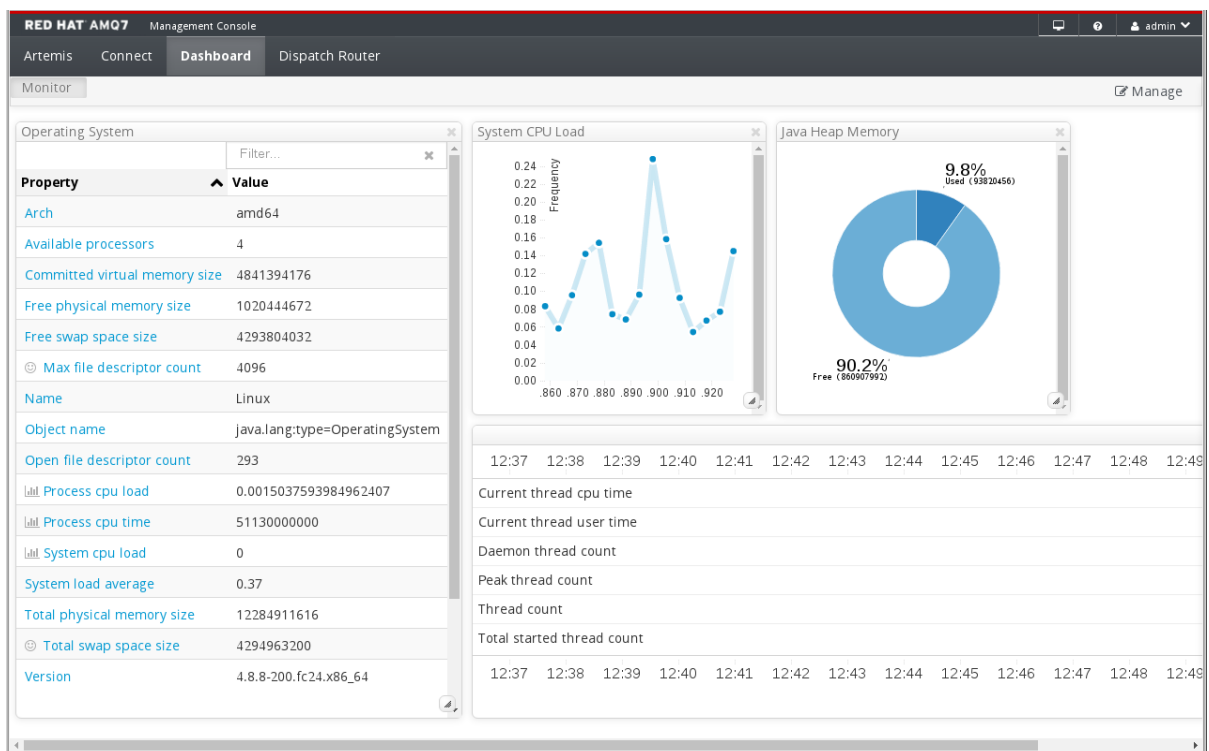 RED HAT AMQ7 Management Console admin
Artemis Connect Dashboard Dispatch Router
Monitor Manage
Operating System
Filter...
Property Value
Arch amd64
Available processors 4
Committed virtual memory size 4841394176
Free physical memory size 1020444672
Free swap space size 4293804032
Max file descriptor count 4096
Name Linux
Object name java.lang:type=OperatingSystem
Open file descriptor count 293
Process cpu load 0.0015037593984962407
Process cpu time 51130000000
System cpu load 0
System load average 0.37
Total physical memory size 12284911616
Total swap space size 4294963200
Version 4.8.8-200.fc24.x86_64
System CPU Load
Frequency
0.24
0.22
0.20
0.18
0.16
0.14
0.12
0.10
0.08
0.06
0.04
0.02
0.00
.860 .870 .880 .890 .900 .910 .920
Java Heap Memory
9.8%
Used (93820456)
90.2%
Free (860907992)
12:37 12:38 12:39 12:40 12:41 12:42 12:43 12:44 12:45 12:46 12:47 12:48 12:49
Current thread cpu time
Current thread user time
Daemon thread count
Peak thread count
Thread count
Total started thread count
12:37 12:38 12:39 12:40 12:41 12:42 12:43 12:44 12:45 12:46 12:47 12:48 12:49